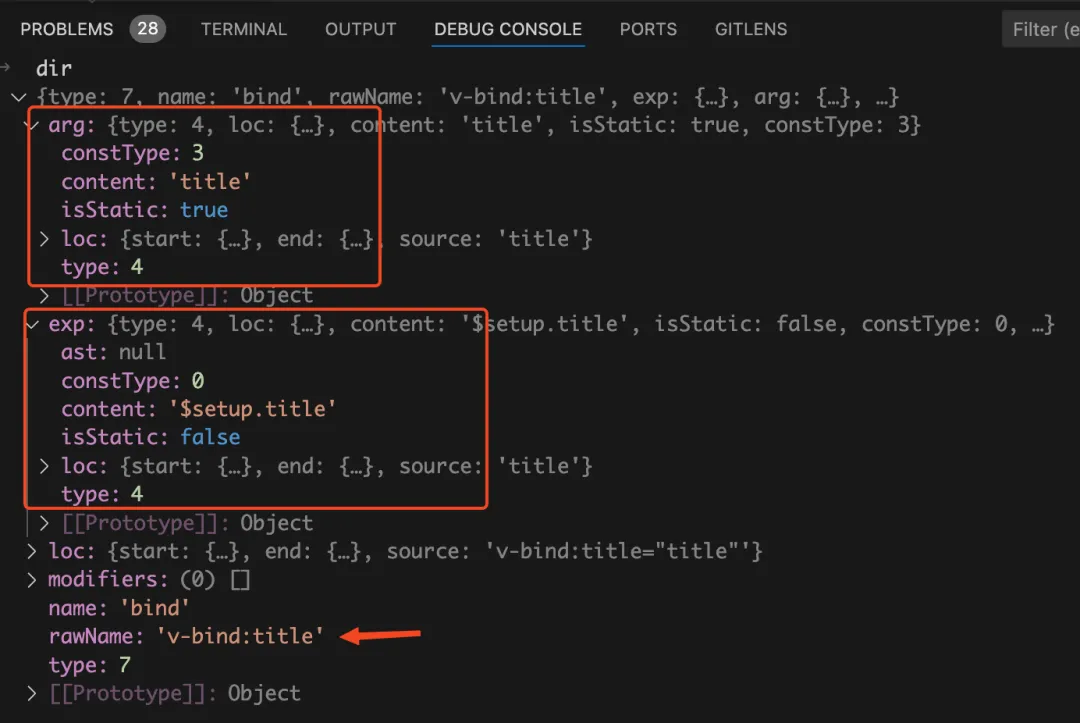 PROBLEMS 28 TERMINAL OUTPUT DEBUG CONSOLE PORTS GITLENS Filter (e
dir
{type: 7, name: 'bind', rawName: 'v-bind:title', exp: {…}, arg: {…}, …}
arg: {type: 4, loc: {…}, content: 'title', isStatic: true, constType: 3}
constType: 3
content: 'title'
isStatic: true
loc: {start: {…}, end: {…}, source: 'title'}
type: 4
[[Prototype]]: Object
exp: {type: 4, loc: {…}, content: '$setup.title', isStatic: false, constType: 0, …}
ast: null
constType: 0
content: '$setup.title'
isStatic: false
loc: {start: {…}, end: {…}, source: 'title'}
type: 4
[[Prototype]]: Object
loc: {start: {…}, end: {…}, source: 'v-bind:title="title"'}
modifiers: (0) []
name: 'bind'
rawName: 'v-bind:title'
type: 7
[[Prototype]]: Object